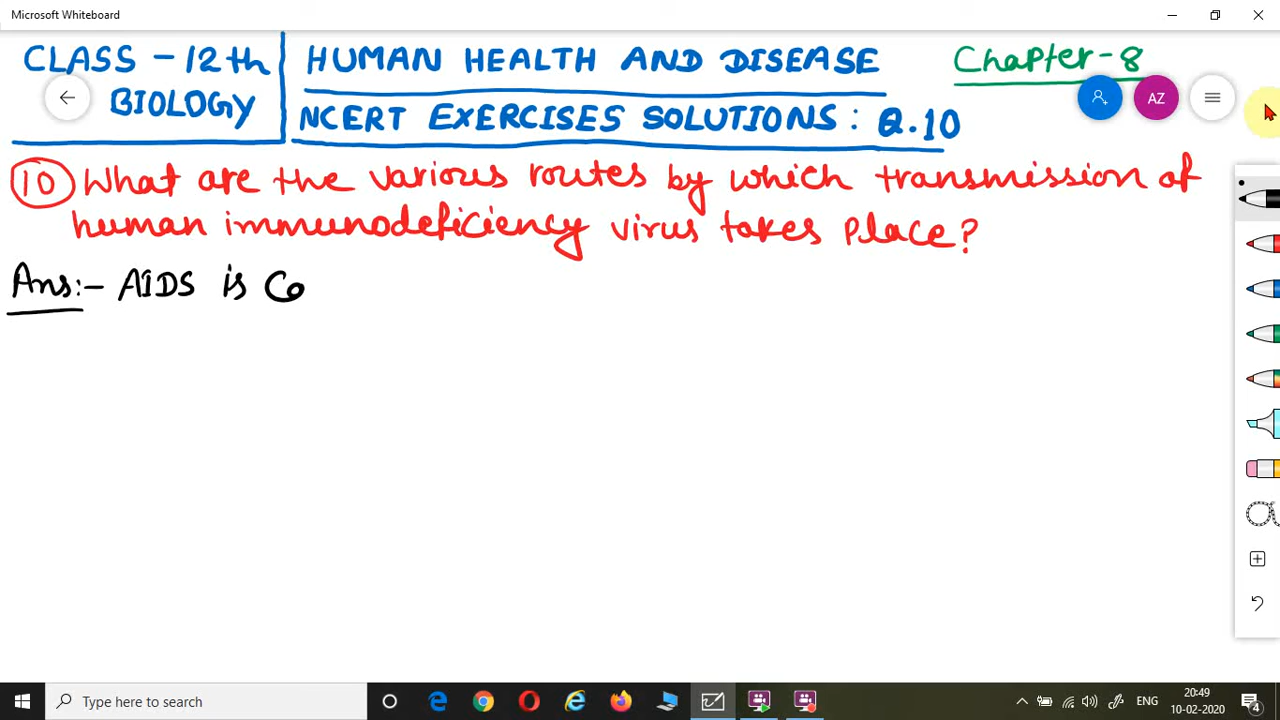 Microsoft Whiteboard
CLASS - 12th
BIOLOGY
HUMAN HEALTH AND DISEASE
NCERT EXERCISES SOLUTIONS : Q.10
Chapter-8
AZ
10 What are the various routes by which transmission of
human immunodeficiency virus takes place?
Ans:- AIDS is Co
Type here to search
ENG
20:49
10-02-2020
4